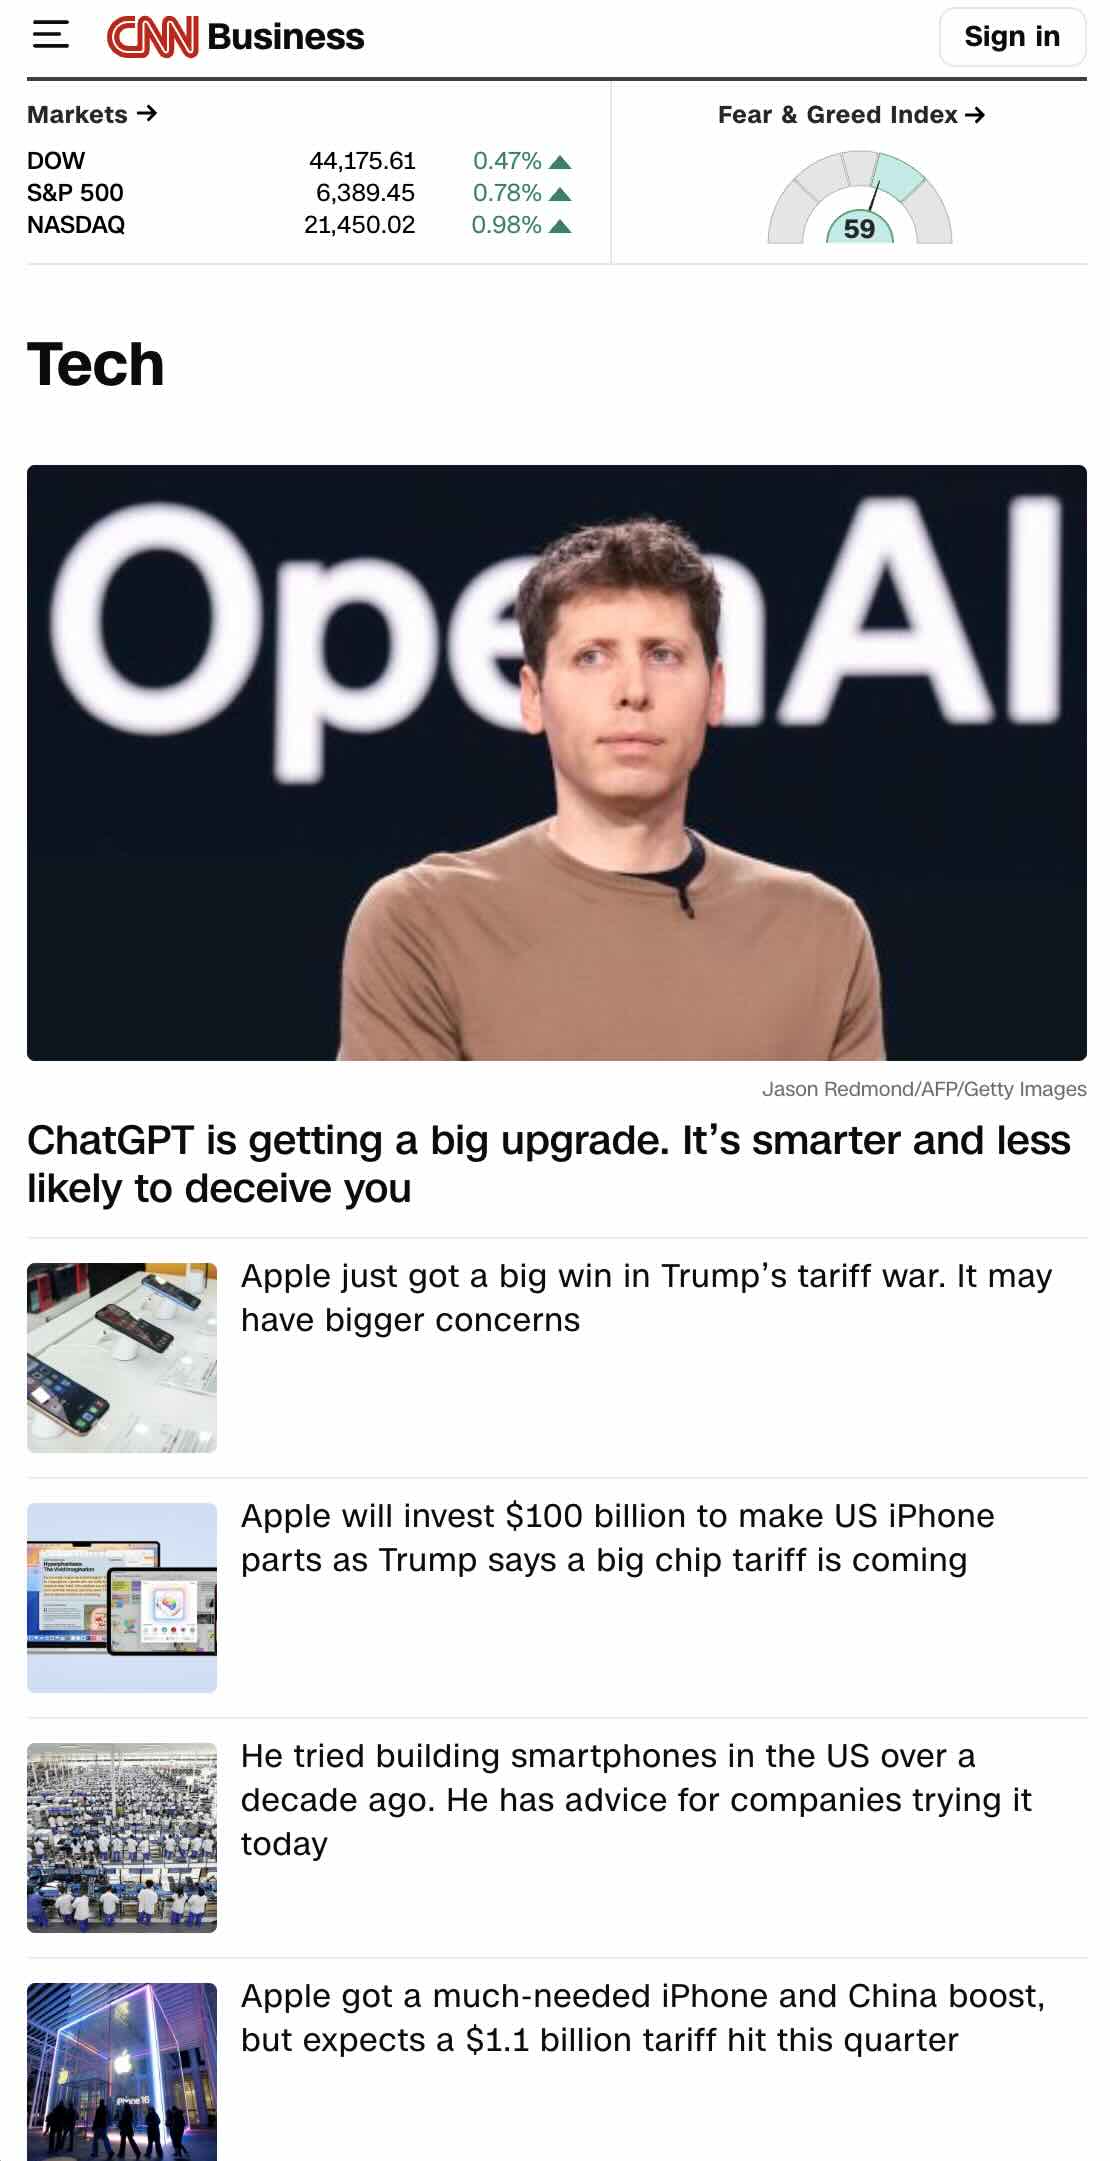 CNN Business
Sign in
Markets →
Fear & Greed Index →
DOW 44,175.61 0.47%
S&P 500 6,389.45 0.78%
NASDAQ 21,450.02 0.98%
59
Tech
OpenAI
Jason Redmond/AFP/Getty Images
ChatGPT is getting a big upgrade. It’s smarter and less
likely to deceive you
Apple just got a big win in Trump’s tariff war. It may
have bigger concerns
Apple will invest $100 billion to make US iPhone
parts as Trump says a big chip tariff is coming
He tried building smartphones in the US over a
decade ago. He has advice for companies trying it
today
Apple got a much-needed iPhone and China boost,
but expects a $1.1 billion tariff hit this quarter
iPhone 16